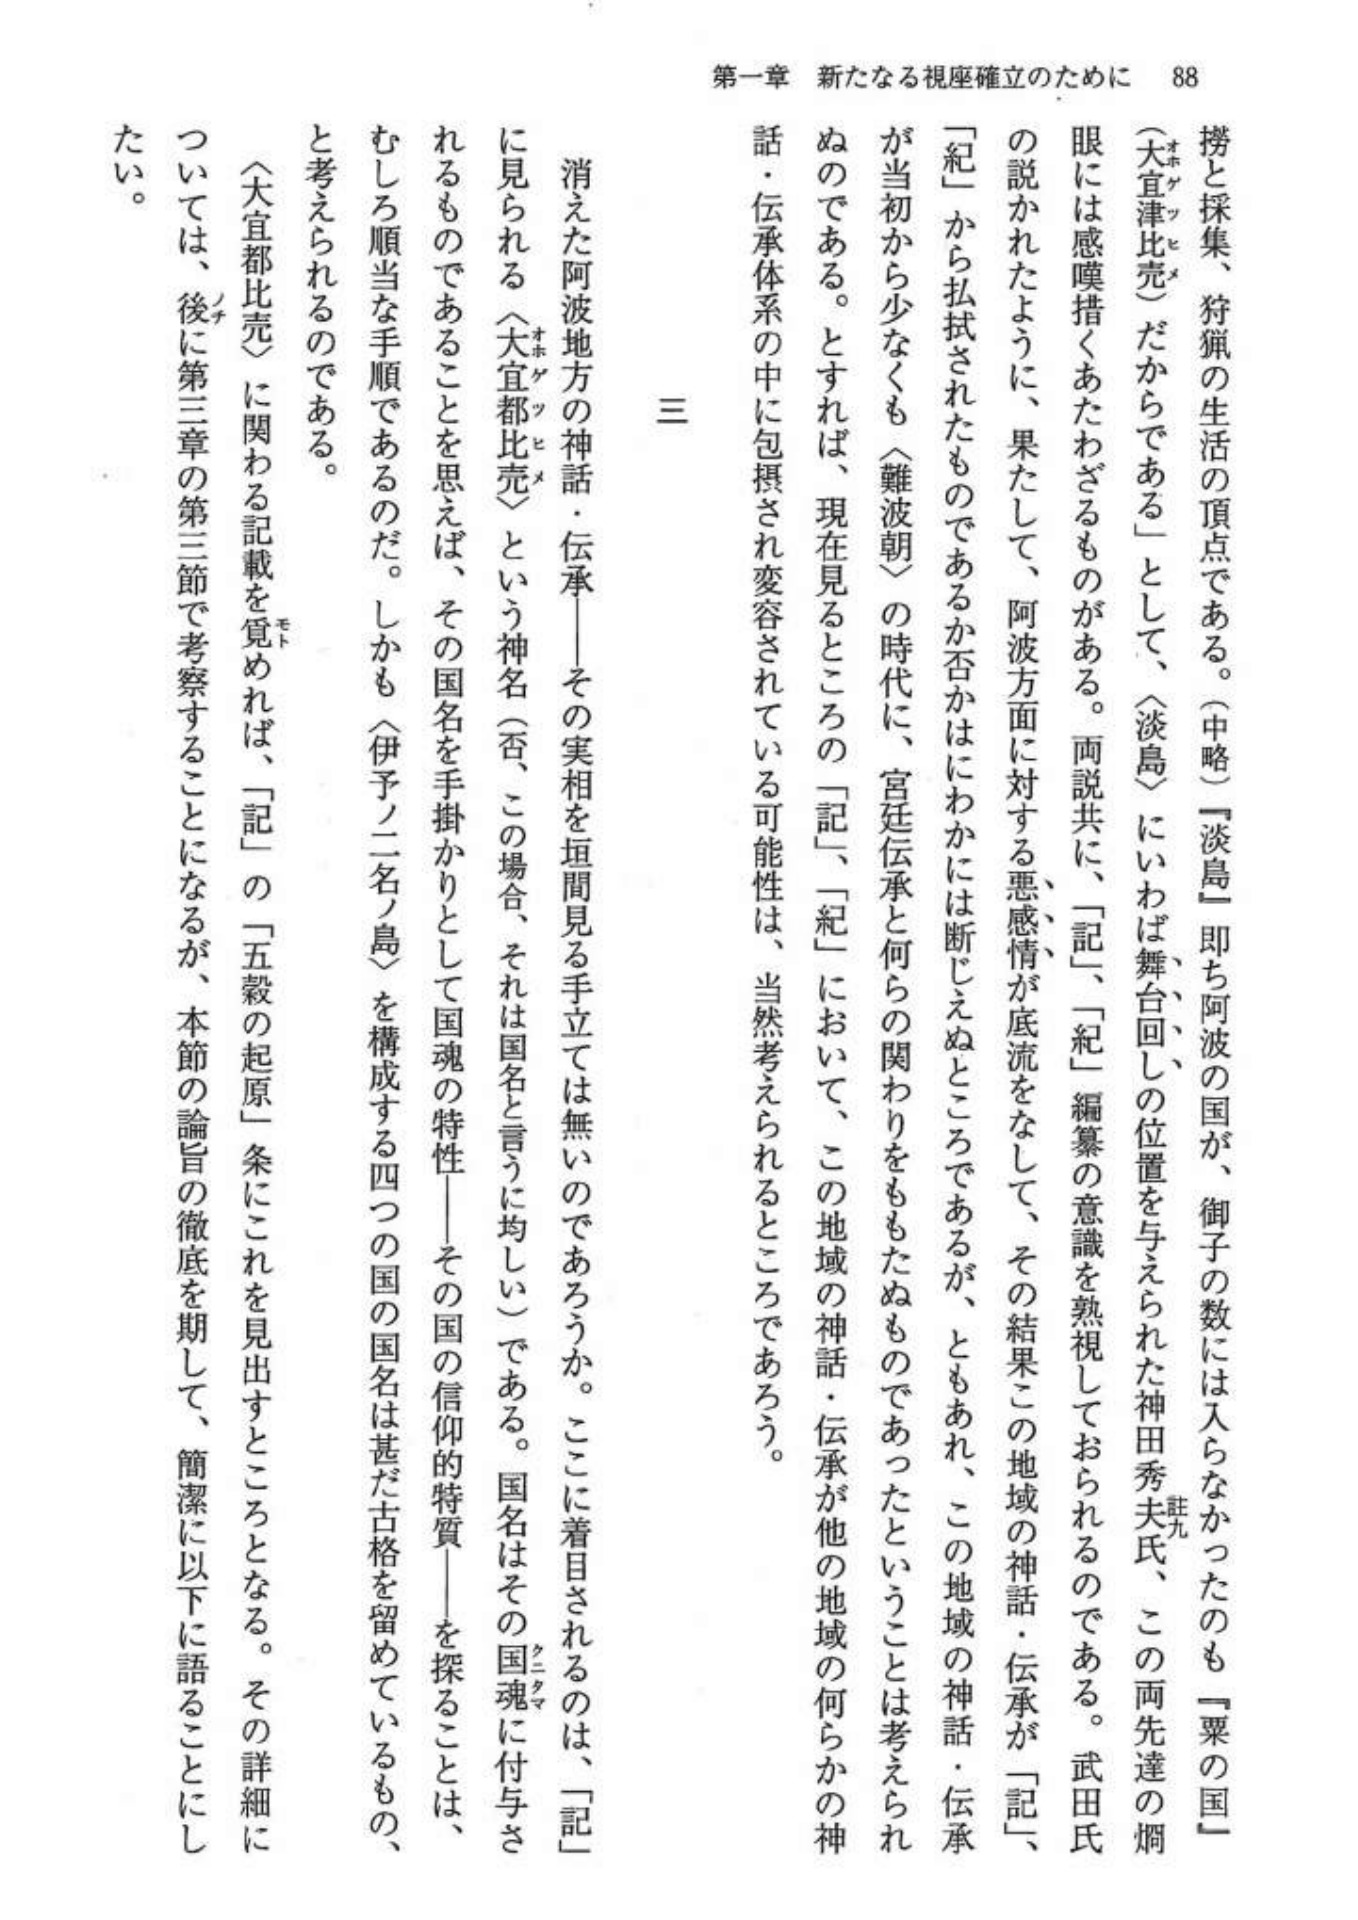 第一章　新たなる視座確立のために　88
撈と採集、狩猟の生活の頂点である。（中略）『淡島』即ち阿波の国が、御子の数には入らなかったのも『粟の国』
（大宜津比売）だからである」として、〈淡島〉にいわば舞台回しの位置を与えられた神田秀夫氏、この両先達の烱
オホゲツヒメ
註九
眼には感嘆措くあたわざるものがある。両説共に、「記」、「紀」編纂の意識を熟視しておられるのである。武田氏
の説かれたように、果たして、阿波方面に対する悪感情が底流をなして、その結果この地域の神話・伝承が「記」、
「紀」から払拭されたものであるか否かはにわかには断じえぬところであるが、ともあれ、この地域の神話・伝承
が当初から少なくも〈難波朝〉の時代に、宮廷伝承と何らの関わりをももたぬものであったということは考えられ
ぬのである。とすれば、現在見るところの「記」、「紀」において、この地域の神話・伝承が他の地域の何らかの神
話・伝承体系の中に包摂され変容されている可能性は、当然考えられるところであろう。
三
消えた阿波地方の神話・伝承――その実相を垣間見る手立ては無いのであろうか。ここに着目されるのは、「記」
に見られる〈大宜都比売〉という神名（否、この場合、それは国名と言うに均しい）である。国名はその国魂に付与さ
オホゲツヒメ
クニタマ
れるものであることを思えば、その国名を手掛かりとして国魂の特性――その国の信仰的特質――を探ることは、
むしろ順当な手順であるのだ。しかも〈伊予ノ二名ノ島〉を構成する四つの国の国名は甚だ古格を留めているもの、
と考えられるのである。
〈大宜都比売〉に関わる記載を覓めれば、「記」の「五穀の起原」条にこれを見出すところとなる。その詳細に
モト
ついては、後に第三章の第三節で考察することになるが、本節の論旨の徹底を期して、簡潔に以下に語ることにし
ノチ
たい。